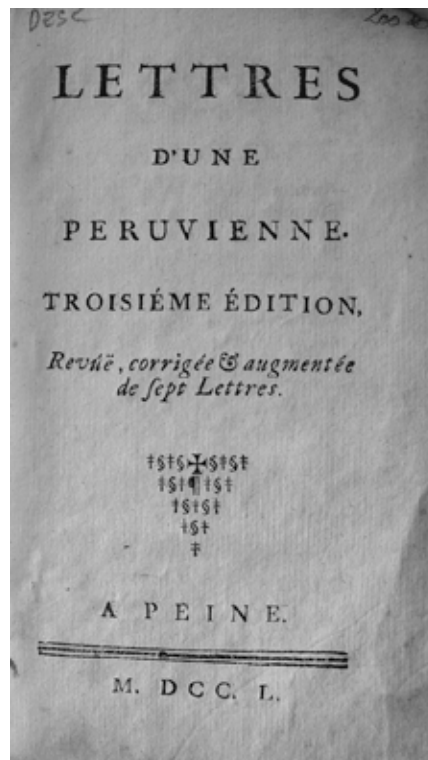 LETTRES
D'UNE
PERUVIENNE.
TROISIÉME ÉDITION,
Revûë, corrigée & augmentée
de ſept Lettres.
‡§†§✠§†§‡
†§†¶†§†
†§†§†
†§†
‡
A PEINE.
M. DCC. L.